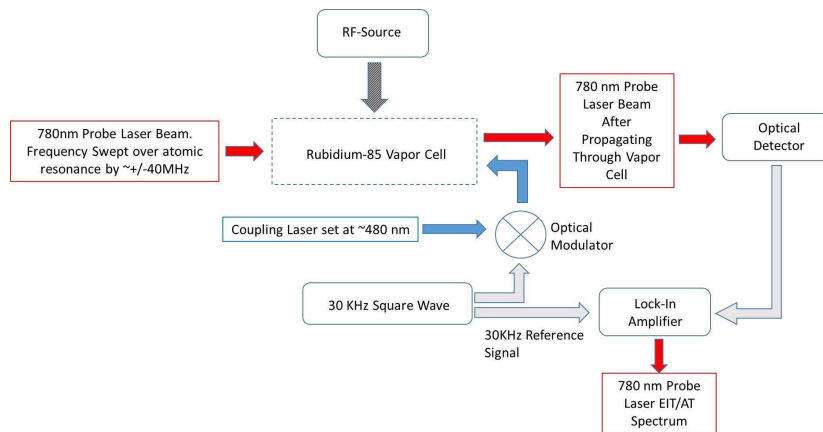 RF-Source
780nm Probe Laser Beam.
Frequency Swept over atomic
resonance by ~+/-40MHz
Rubidium-85 Vapor Cell
780 nm Probe
Laser Beam
After
Propagating
Through Vapor
Cell
Optical
Detector
Coupling Laser set at ~480 nm
Optical
Modulator
30 KHz Square Wave
30KHz Reference
Signal
Lock-In
Amplifier
780 nm Probe
Laser EIT/AT
Spectrum